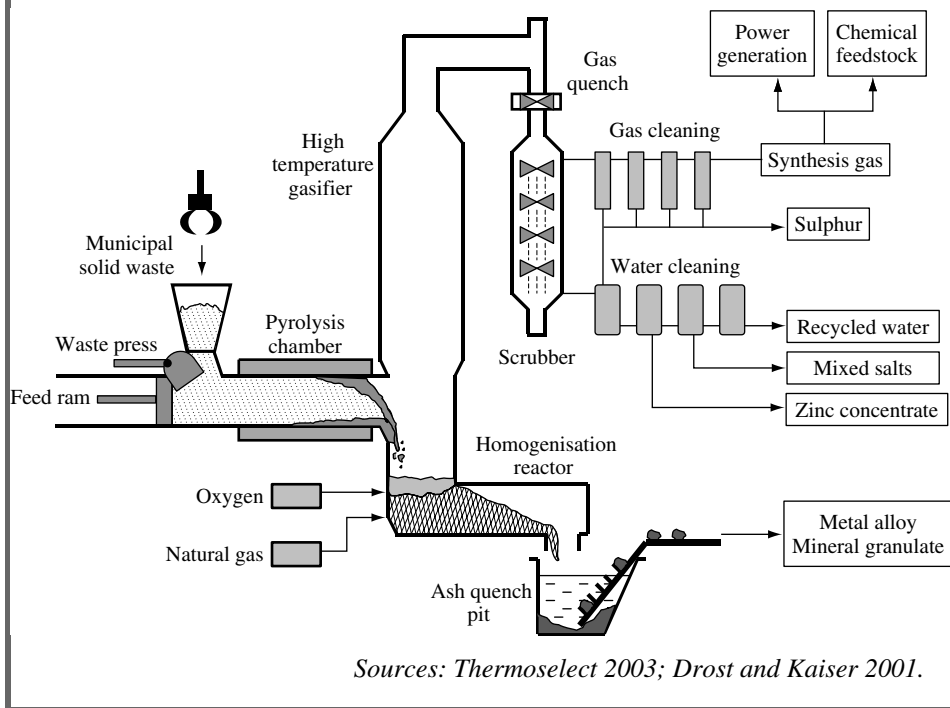 Power
generation
Chemical
feedstock
Gas
quench
Gas cleaning
High
temperature
gasifier
Synthesis gas
Sulphur
Municipal
solid waste
Water cleaning
Pyrolysis
chamber
Recycled water
Waste press
Scrubber
Mixed salts
Feed ram
Zinc concentrate
Homogenisation
reactor
Oxygen
Natural gas
Metal alloy
Mineral granulate
Ash quench
pit
Sources: Thermoselect 2003; Drost and Kaiser 2001.